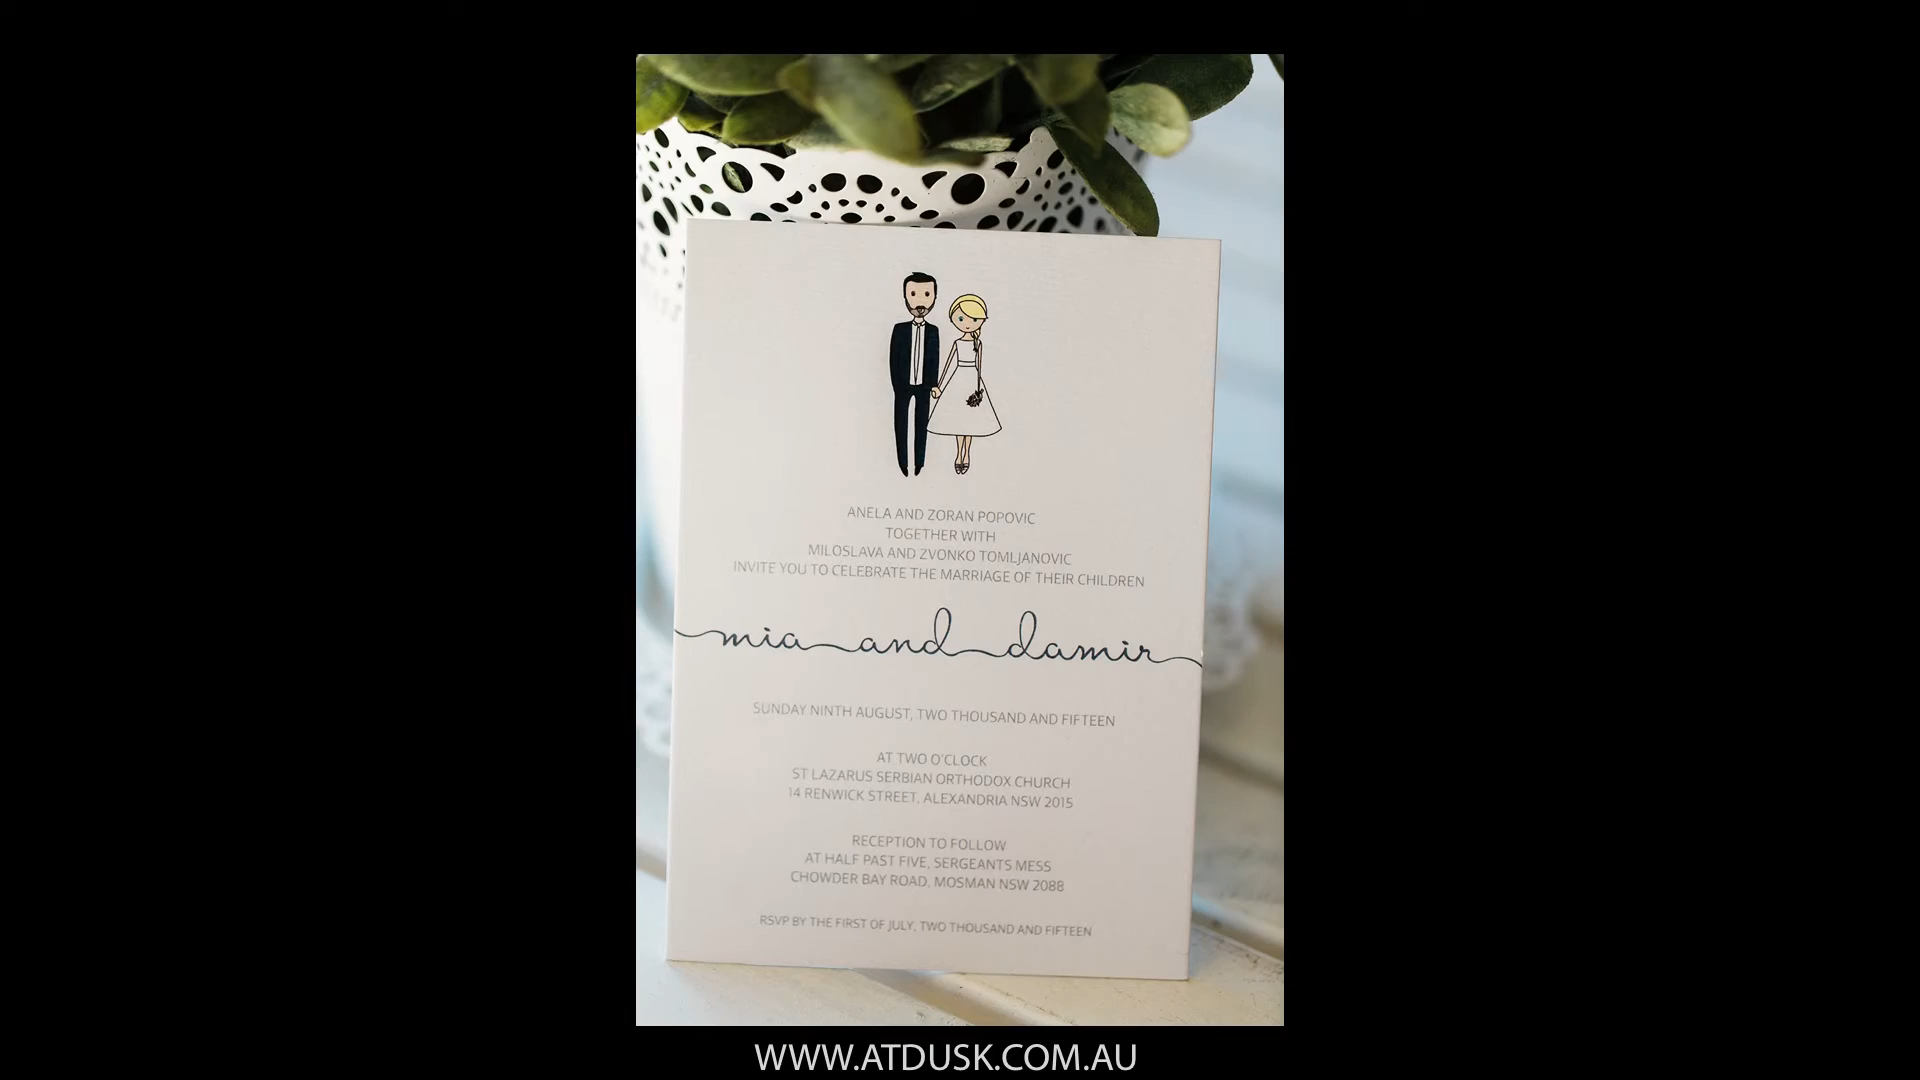 ANELA AND ZORAN POPOVIC
TOGETHER WITH
MILOSLAVA AND ZVONKO TOMLJANOVIC
INVITE YOU TO CELEBRATE THE MARRIAGE OF THEIR CHILDREN
mia and damir
SUNDAY NINTH AUGUST, TWO THOUSAND AND FIFTEEN
AT TWO O'CLOCK
ST LAZARUS SERBIAN ORTHODOX CHURCH
14 RENWICK STREET, ALEXANDRIA NSW 2015
RECEPTION TO FOLLOW
AT HALF PAST FIVE, SERGEANTS MESS
CHOWDER BAY ROAD, MOSMAN NSW 2088
RSVP BY THE FIRST OF JULY, TWO THOUSAND AND FIFTEEN
WWW.ATDUSK.COM.AU